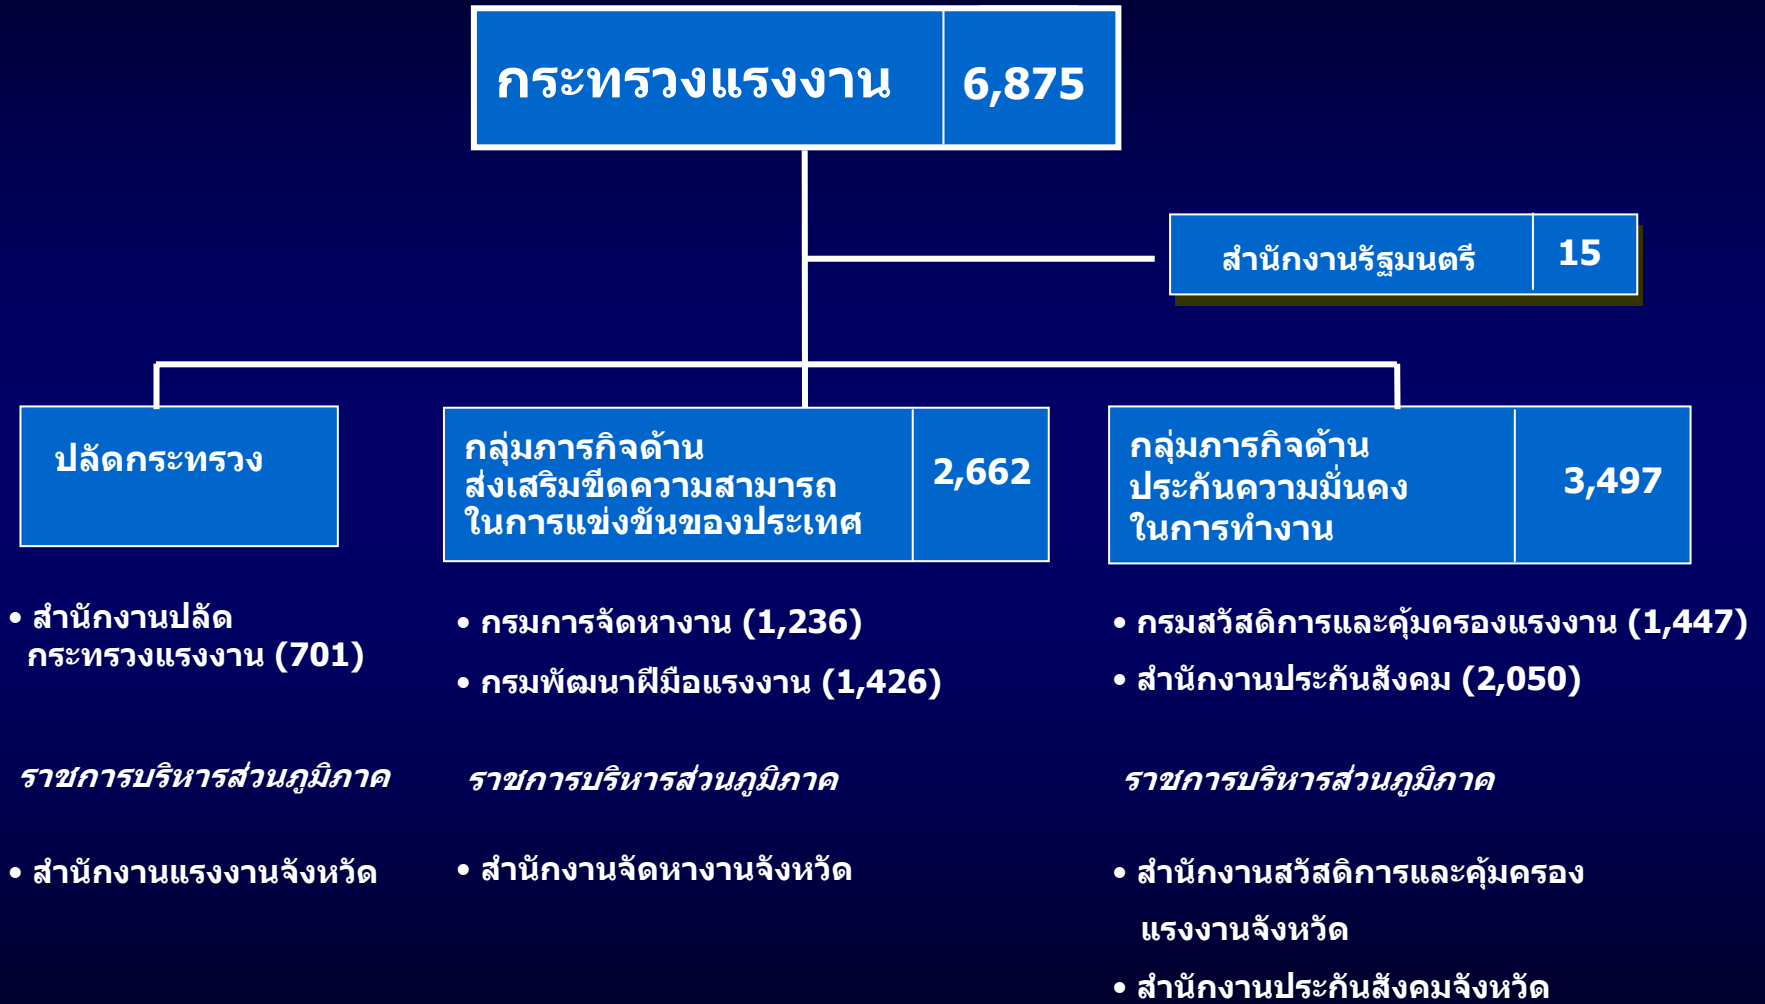 กระทรวงแรงงาน 6,875
สำนักงานรัฐมนตรี 15
ปลัดกระทรวง
• สำนักงานปลัด
กระทรวงแรงงาน (701)
ราชการบริหารส่วนภูมิภาค
• สำนักงานแรงงานจังหวัด
กลุ่มภารกิจด้าน
ส่งเสริมขีดความสามารถ
ในการแข่งขันของประเทศ
2,662
• กรมการจัดหางาน (1,236)
• กรมพัฒนาฝีมือแรงงาน (1,426)
ราชการบริหารส่วนภูมิภาค
• สำนักงานจัดหางานจังหวัด
กลุ่มภารกิจด้าน
ประกันความมั่นคง
ในการทำงาน
3,497
• กรมสวัสดิการและคุ้มครองแรงงาน (1,447)
• สำนักงานประกันสังคม (2,050)
ราชการบริหารส่วนภูมิภาค
• สำนักงานสวัสดิการและคุ้มครอง
แรงงานจังหวัด
• สำนักงานประกันสังคมจังหวัด